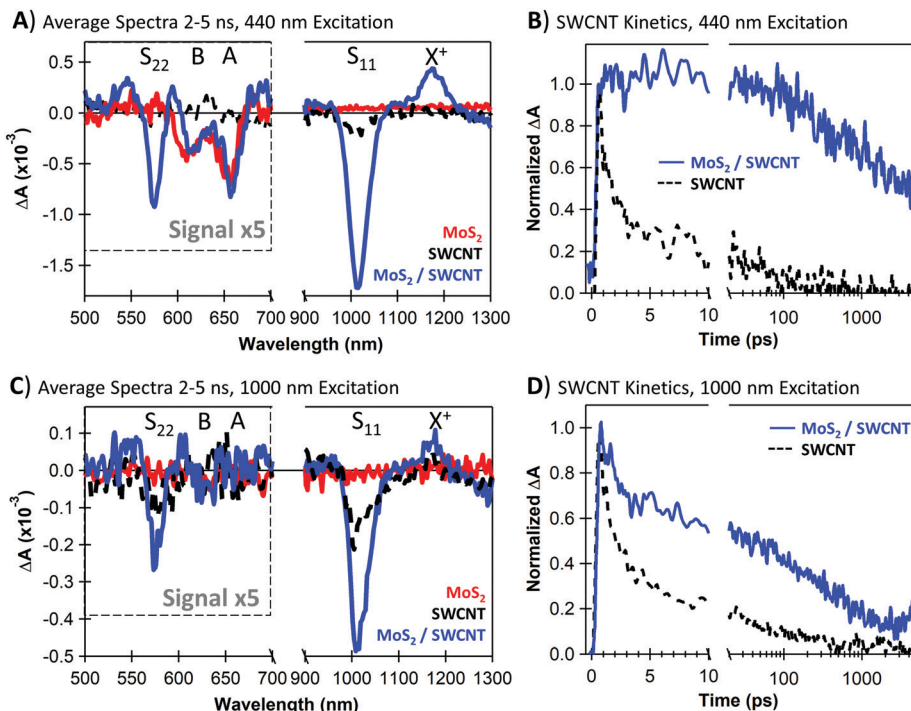 A) Average Spectra 2-5 ns, 440 nm Excitation
S₂₂ B A S₁₁ X⁺
0.5
0.0
-0.5
-1.0
-1.5
ΔA (x10⁻³)
Signal x5
MoS₂
SWCNT
MoS₂ / SWCNT
500 550 600 650 700 900 1000 1100 1200 1300
Wavelength (nm)
B) SWCNT Kinetics, 440 nm Excitation
1.0
0.8
0.6
0.4
0.2
0.0
Normalized ΔA
MoS₂ / SWCNT
SWCNT
0 5 10 100 1000
Time (ps)
C) Average Spectra 2-5 ns, 1000 nm Excitation
S₂₂ B A S₁₁ X⁺
0.1
0.0
-0.1
-0.2
-0.3
-0.4
-0.5
ΔA (x10⁻³)
Signal x5
MoS₂
SWCNT
MoS₂ / SWCNT
500 550 600 650 700 900 1000 1100 1200 1300
Wavelength (nm)
D) SWCNT Kinetics, 1000 nm Excitation
1.0
0.8
0.6
0.4
0.2
0.0
Normalized ΔA
MoS₂ / SWCNT
SWCNT
0 5 10 100 1000
Time (ps)